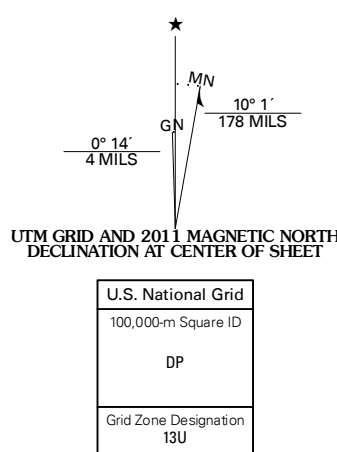 ★
MN
10° 1´
178 MILS
GN
0° 14´
4 MILS
UTM GRID AND 2011 MAGNETIC NORTH
DECLINATION AT CENTER OF SHEET
U.S. National Grid
100,000-m Square ID
DP
Grid Zone Designation
13U